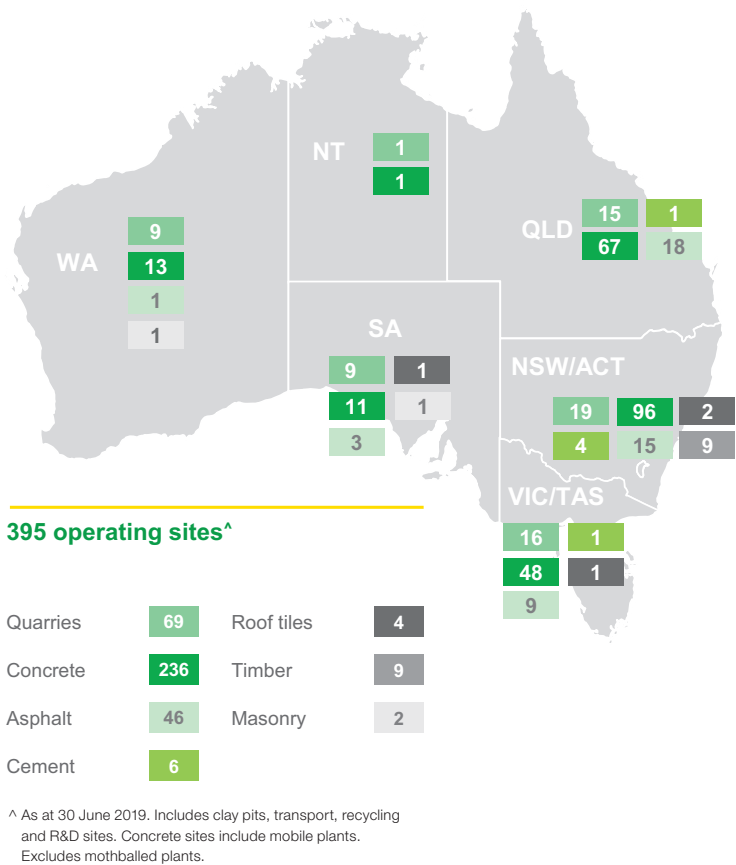 NT
1
1
WA
9
13
1
1
QLD
15 1
67 18
SA
9 1
11 1
3
NSW/ACT
19 96 2
4 15 9
VIC/TAS
16 1
48 1
9
395 operating sites^
Quarries 69 Roof tiles 4
Concrete 236 Timber 9
Asphalt 46 Masonry 2
Cement 6
^ As at 30 June 2019. Includes clay pits, transport, recycling
and R&D sites. Concrete sites include mobile plants.
Excludes mothballed plants.